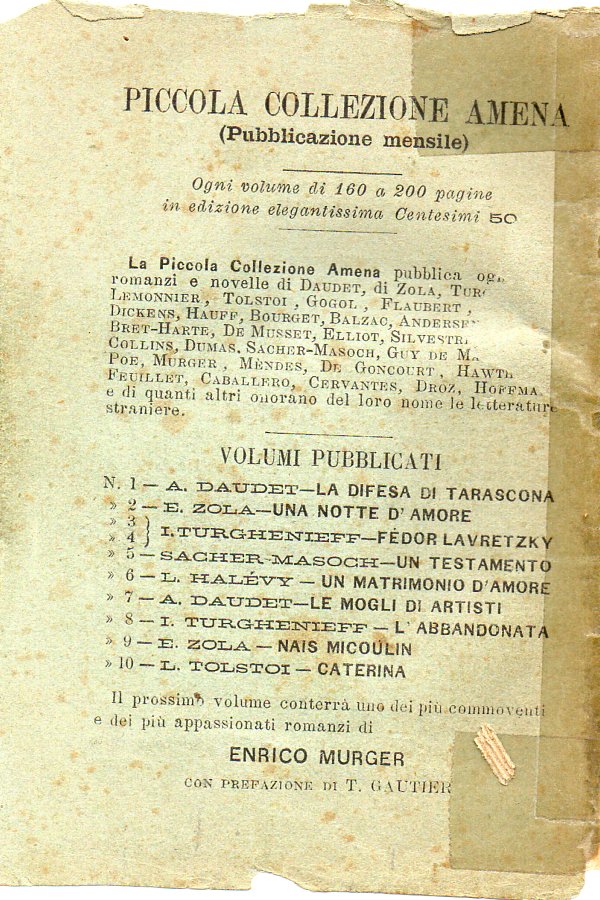 PICCOLA COLLEZIONE AMENA
(Pubblicazione mensile)
Ogni volume di 160 a 200 pagine
in edizione elegantissima Centesimi 50
La Piccola Collezione Amena pubblica
romanzi e novelle di DAUDET, di ZOLA,
LEMONNIER, TOLSTOI, GOGOL, FLAUBERT,
DICKENS, HAUFF, BOURGET, BALZAC, ANDERSEN
BRET-HARTE, DE MUSSET, ELLIOT,
COLLINS, DUMAS, SACHER-MASOCH, GUY DE
POE, MURGER, MÈNDES, DE GONCOURT,
FEUILLET, CABALLERO, CERVANTES, DROZ,
e di quanti altri onorano del loro nome le letterature
straniere.
VOLUMI PUBBLICATI
N. 1 — A. DAUDET—LA DIFESA DI TARASCONA
» 2 — E. ZOLA—UNA NOTTE D' AMORE
» 3
» 4 } I. TURGHENIEFF—FÉDOR LAVRETZKY
» 5 — SACHER-MASOCH—UN TESTAMENTO
» 6 — L. HALÉVY — UN MATRIMONIO D'AMORE
» 7 — A. DAUDET—LE MOGLI DI ARTISTI
» 8 — I. TURGHENIEFF — L' ABBANDONATA
» 9 — E. ZOLA — NAIS MICOULIN
» 10 — L. TOLSTOI — CATERINA
Il prossimo volume conterrà uno dei più commoventi
e dei più appassionati romanzi di
ENRICO MURGER
CON PREFAZIONE DI T. GAUTIER